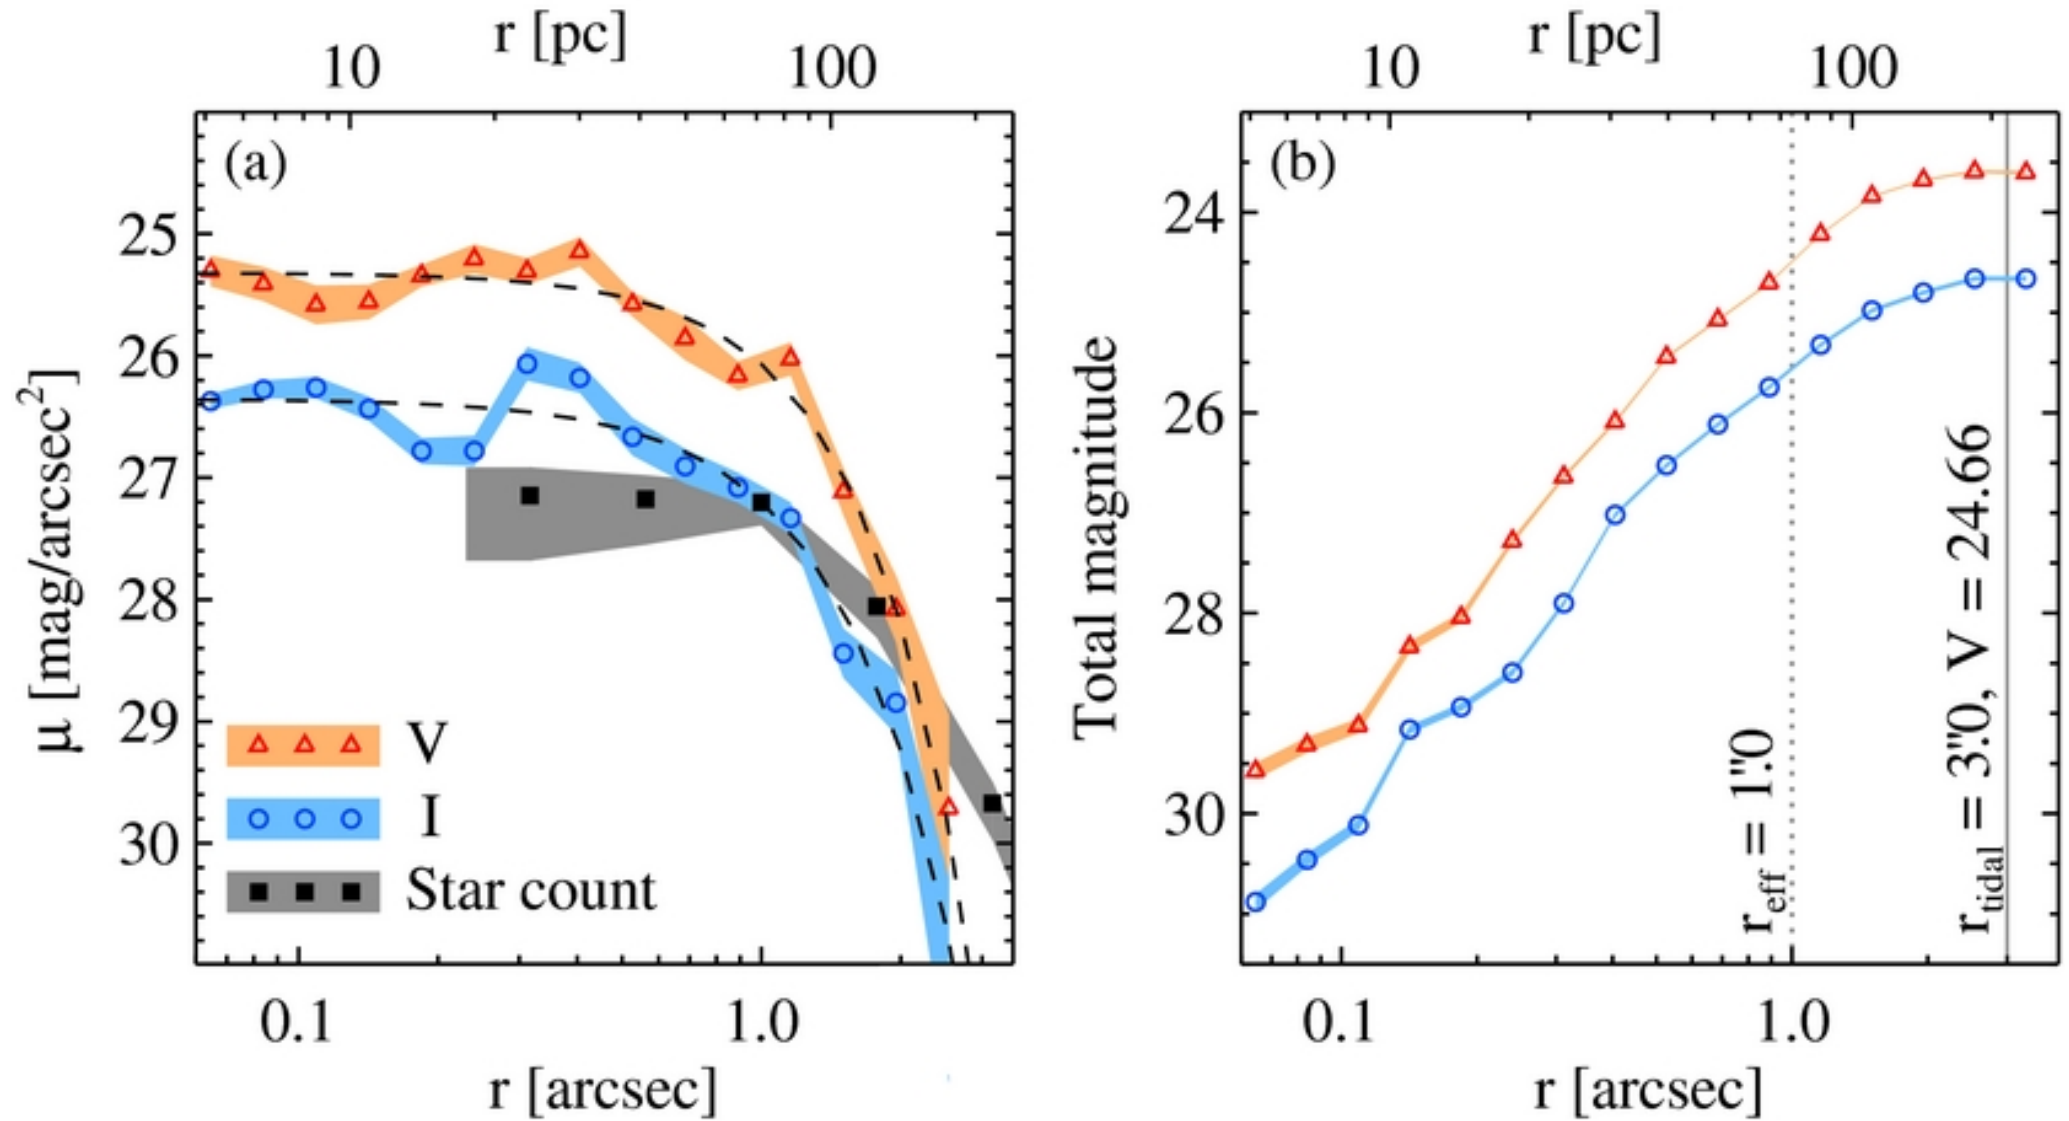 r [pc]
10 100
(a)
25
26
27
28
29
30
μ [mag/arcsec²]
V
I
Star count
0.1 1.0
r [arcsec]
r [pc]
10 100
(b)
24
26
28
30
Total magnitude
r_eff = 1".0
r_tidal = 3".0, V = 24.66
0.1 1.0
r [arcsec]